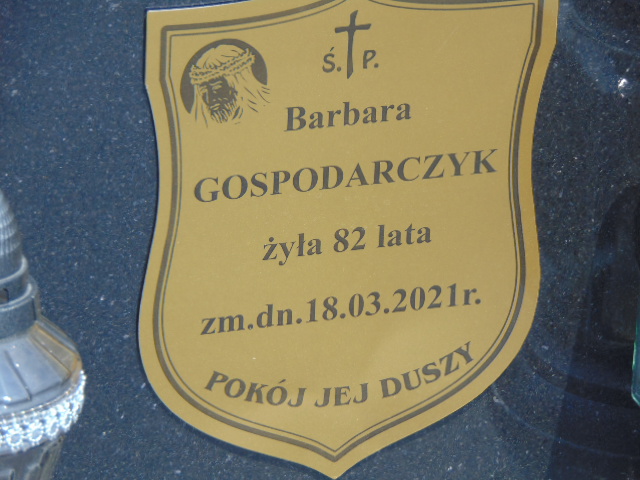 Ś. P.
Barbara
GOSPODARCZYK
żyła 82 lata
zm.dn.18.03.2021r.
POKÓJ JEJ DUSZY